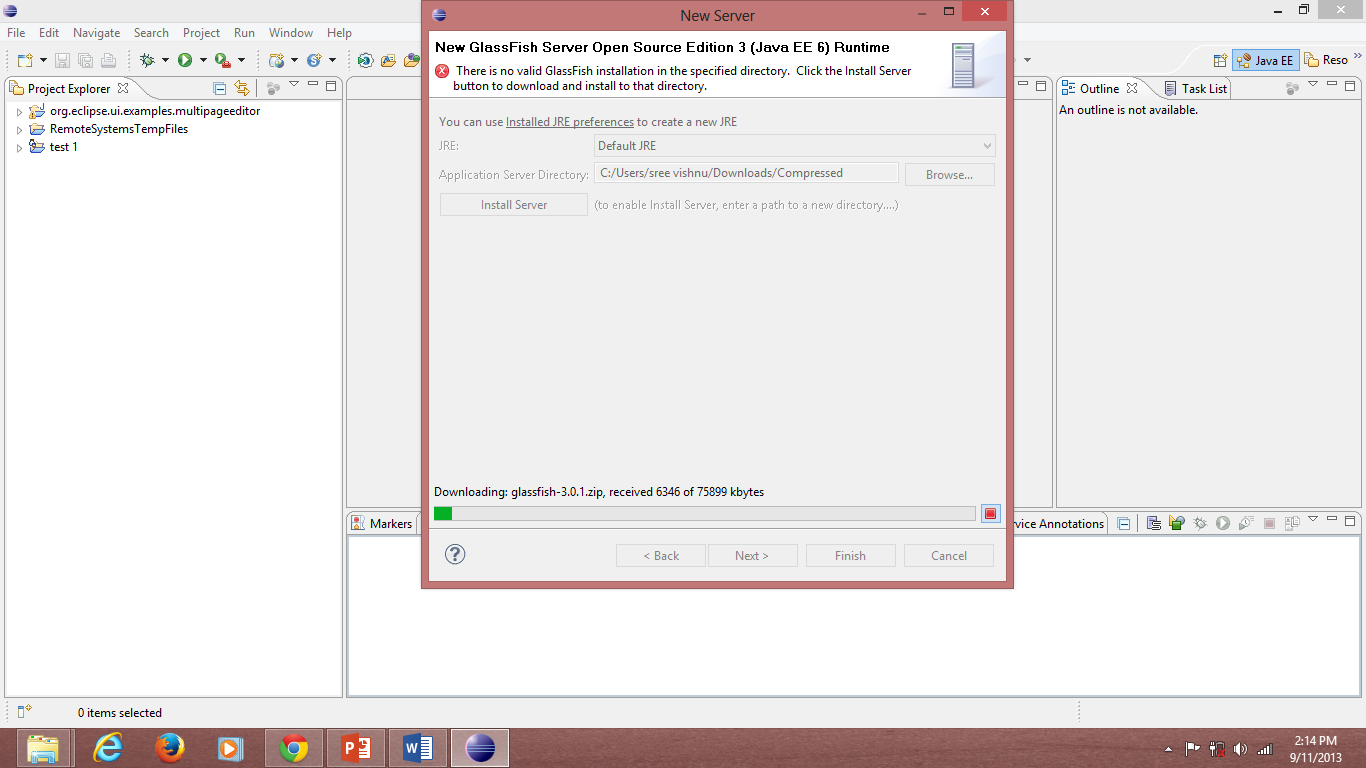 New Server
File Edit Navigate Search Project Run Window Help
New GlassFish Server Open Source Edition 3 (Java EE 6) Runtime
There is no valid GlassFish installation in the specified directory. Click the Install Server
button to download and install to that directory.
Java EE
Reso
Project Explorer
org.eclipse.ui.examples.multipageeditor
RemoteSystemsTempFiles
test 1
You can use Installed JRE preferences to create a new JRE
JRE: Default JRE
Application Server Directory: C:/Users/sree vishnu/Downloads/Compressed Browse...
Install Server (to enable Install Server, enter a path to a new directory....)
Downloading: glassfish-3.0.1.zip, received 6346 of 75899 kbytes
< Back Next > Finish Cancel
Outline Task List
An outline is not available.
Markers
rvice Annotations
0 items selected
2:14 PM
9/11/2013